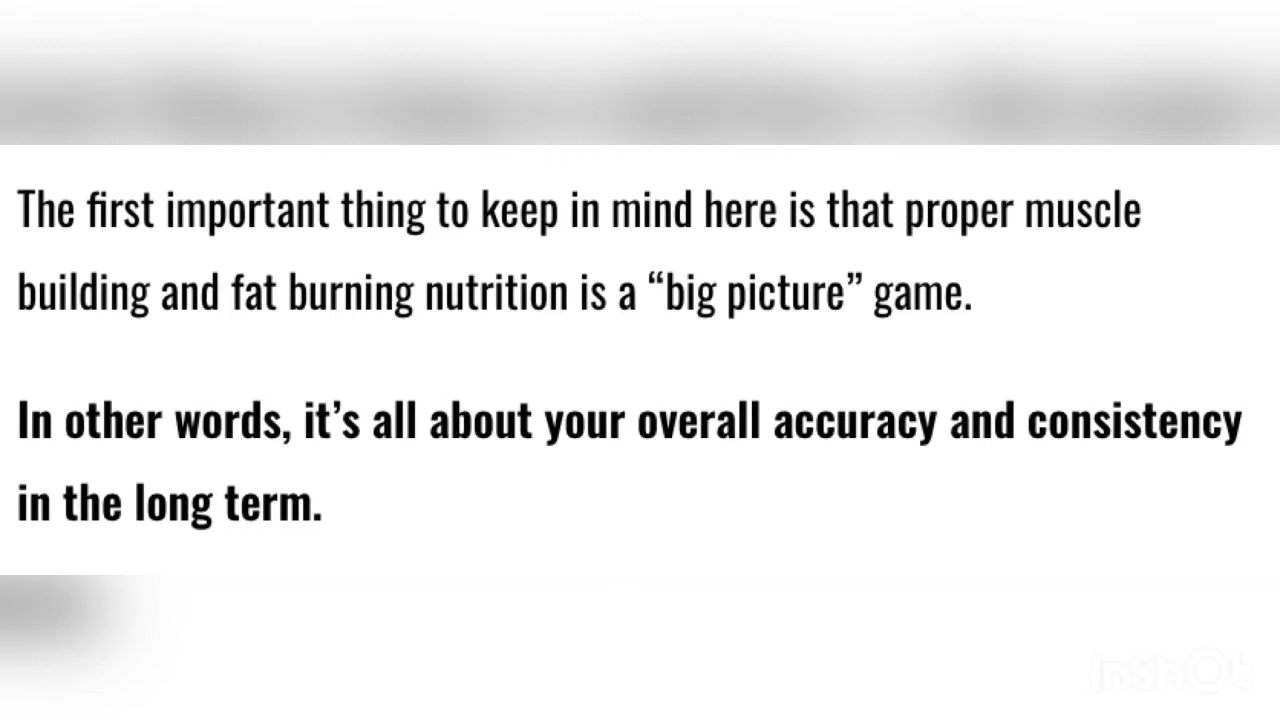 The first important thing to keep in mind here is that proper muscle
building and fat burning nutrition is a “big picture” game.
In other words, it’s all about your overall accuracy and consistency
in the long term.
InShOt